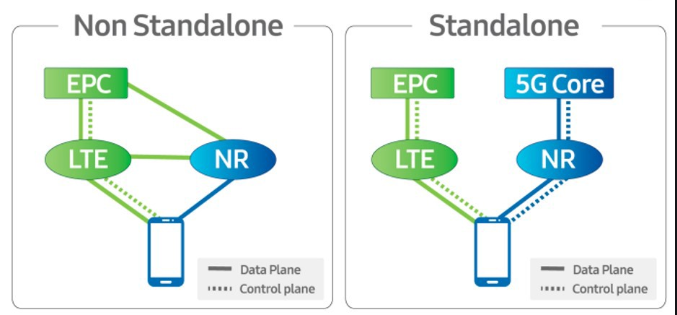 Non Standalone
EPC
LTE
NR
Data Plane
Control plane
Standalone
EPC
5G Core
LTE
NR
Data Plane
Control plane